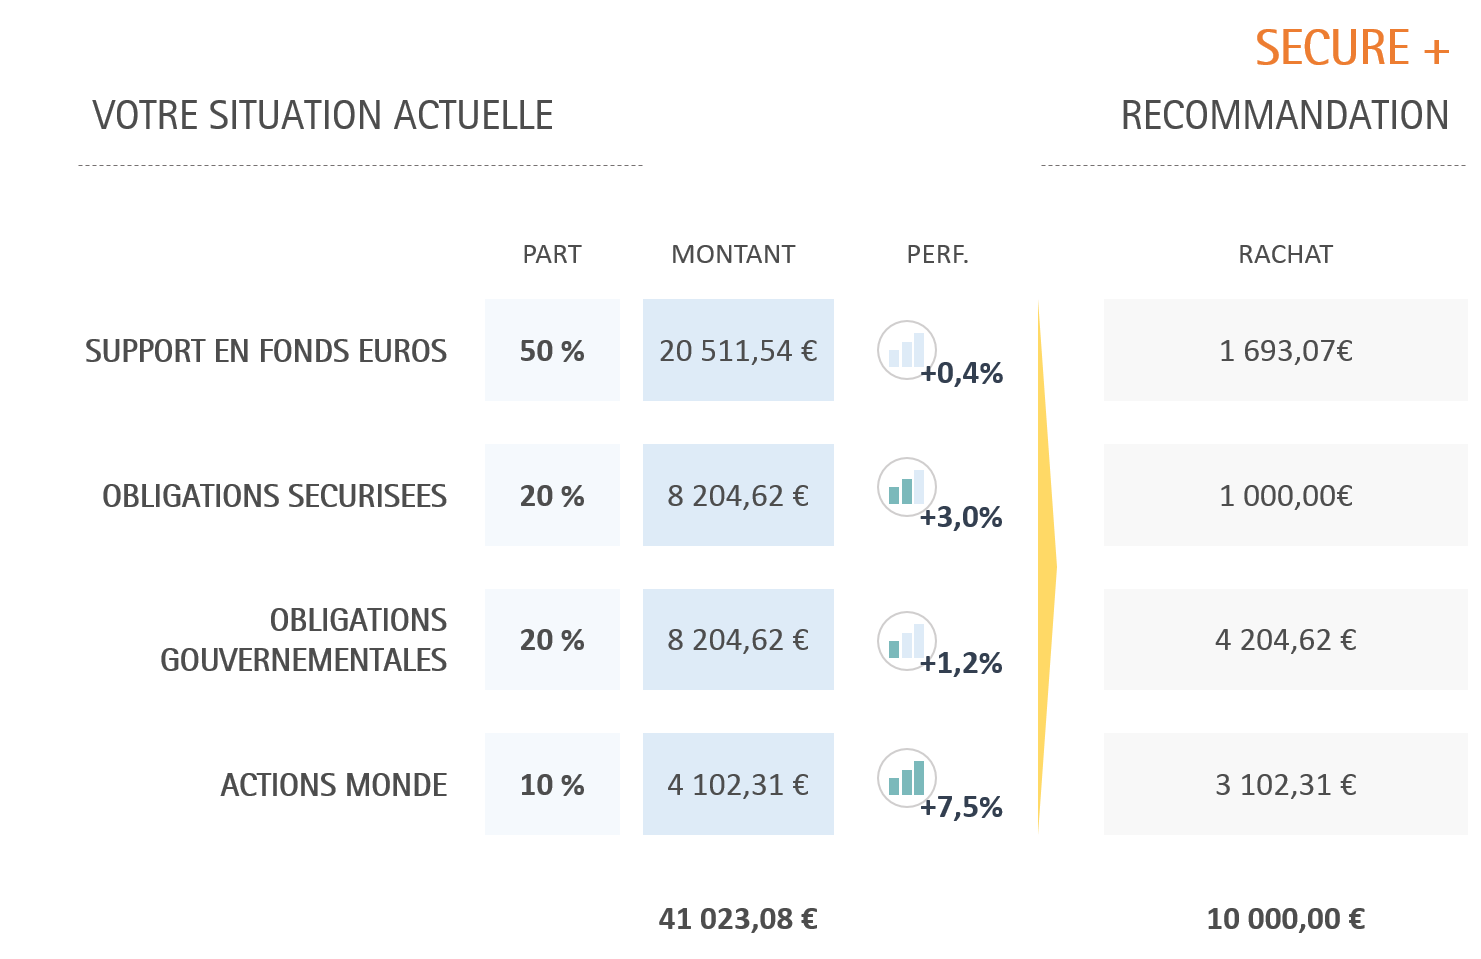 SECURE +
VOTRE SITUATION ACTUELLE
RECOMMANDATION
PART
MONTANT
PERF.
RACHAT
SUPPORT EN FONDS EUROS
50 %
20 511,54 €
+0,4%
1 693,07€
OBLIGATIONS SECURISEES
20 %
8 204,62 €
+3,0%
1 000,00€
OBLIGATIONS
GOUVERNEMENTALES
20 %
8 204,62 €
+1,2%
4 204,62 €
ACTIONS MONDE
10 %
4 102,31 €
+7,5%
3 102,31 €
41 023,08 €
10 000,00 €